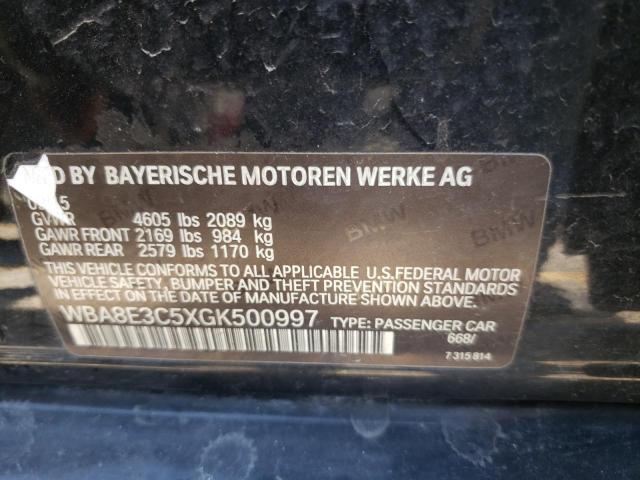 BY BAYERISCHE MOTOREN WERKE AG
4605 lbs 2089 kg
GAWR FRONT 2169 lbs 984 kg
GAWR REAR 2579 lbs 1170 kg
THIS VEHICLE CONFORMS TO ALL APPLICABLE U.S.FEDERAL MOTOR
VEHICLE SAFETY, BUMPER AND THEFT PREVENTION STANDARDS
IN EFFECT ON THE DATE OF MANUFACTURE SHOWN ABOVE.
WBA8E3C5XGK500997 TYPE: PASSENGER CAR
668/
7 315 814
BMW
BMW